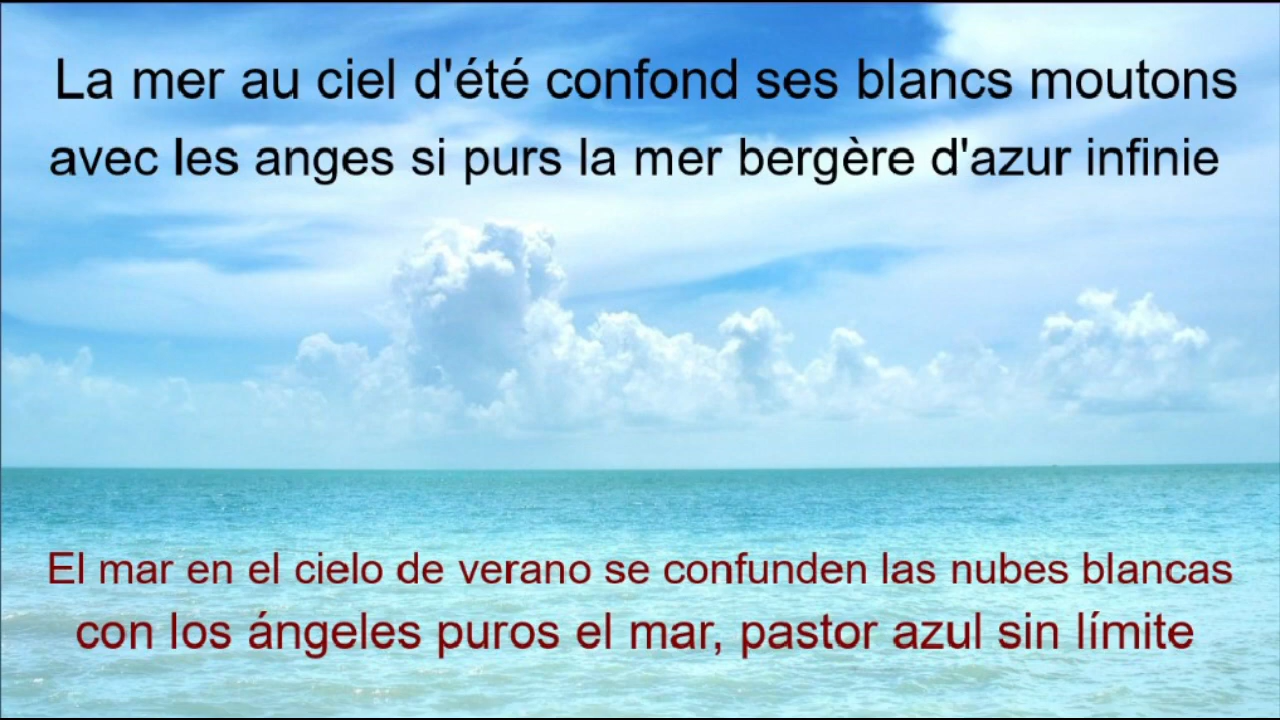 La mer au ciel d'été confond ses blancs moutons
avec les anges si purs la mer bergère d'azur infinie
El mar en el cielo de verano se confunden las nubes blancas
con los ángeles puros el mar, pastor azul sin límite